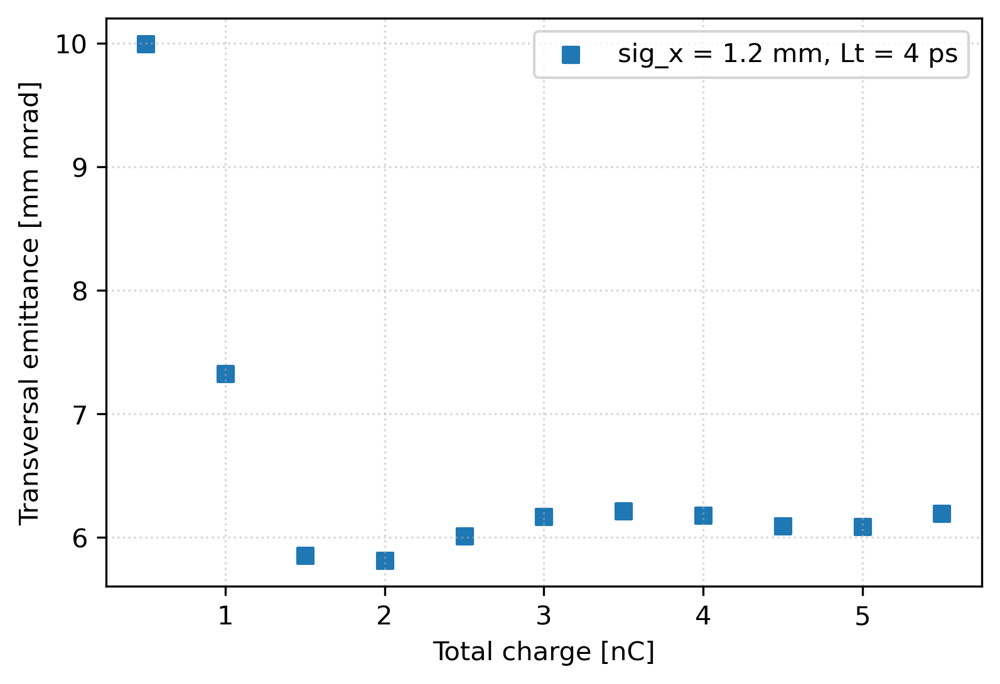 sig_x = 1.2 mm, Lt = 4 ps
10
9
8
7
6
Transversal emittance [mm mrad]
1 2 3 4 5
Total charge [nC]